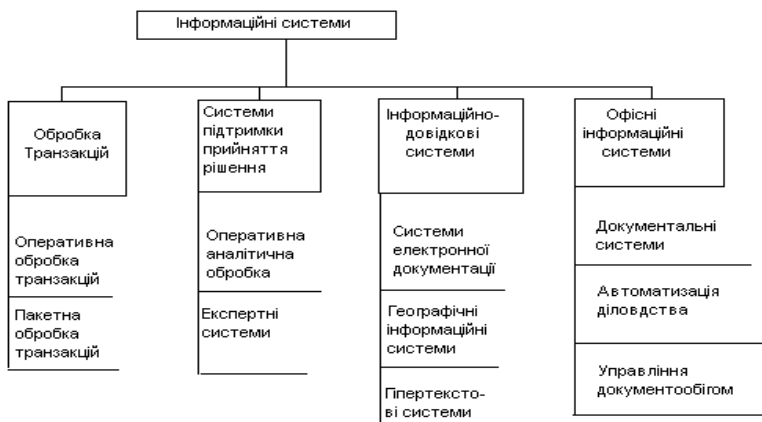 Інформаційні системи
Обробка
Транзакцій
Оперативна
обробка
транзакцій
Пакетна
обробка
транзакцій
Системи
підтримки
прийняття
рішення
Оперативна
аналітична
обробка
Експертні
системи
Інформаційно-
довідкові
системи
Системи
електронної
документації
Географічні
інформаційні
системи
Гіпертексто-
ві системи
Офісні
інформаційні
системи
Документальні
системи
Автоматизація
діловдства
Управління
документообігом